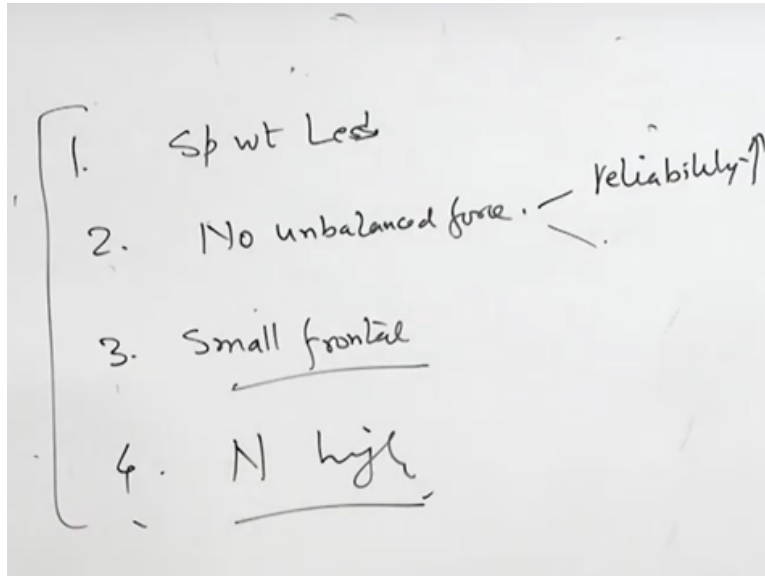 1. Sp wt Less
2. No unbalanced force. reliability ↑
3. Small frontal
4. N high